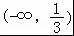 (-∞, 1/3)